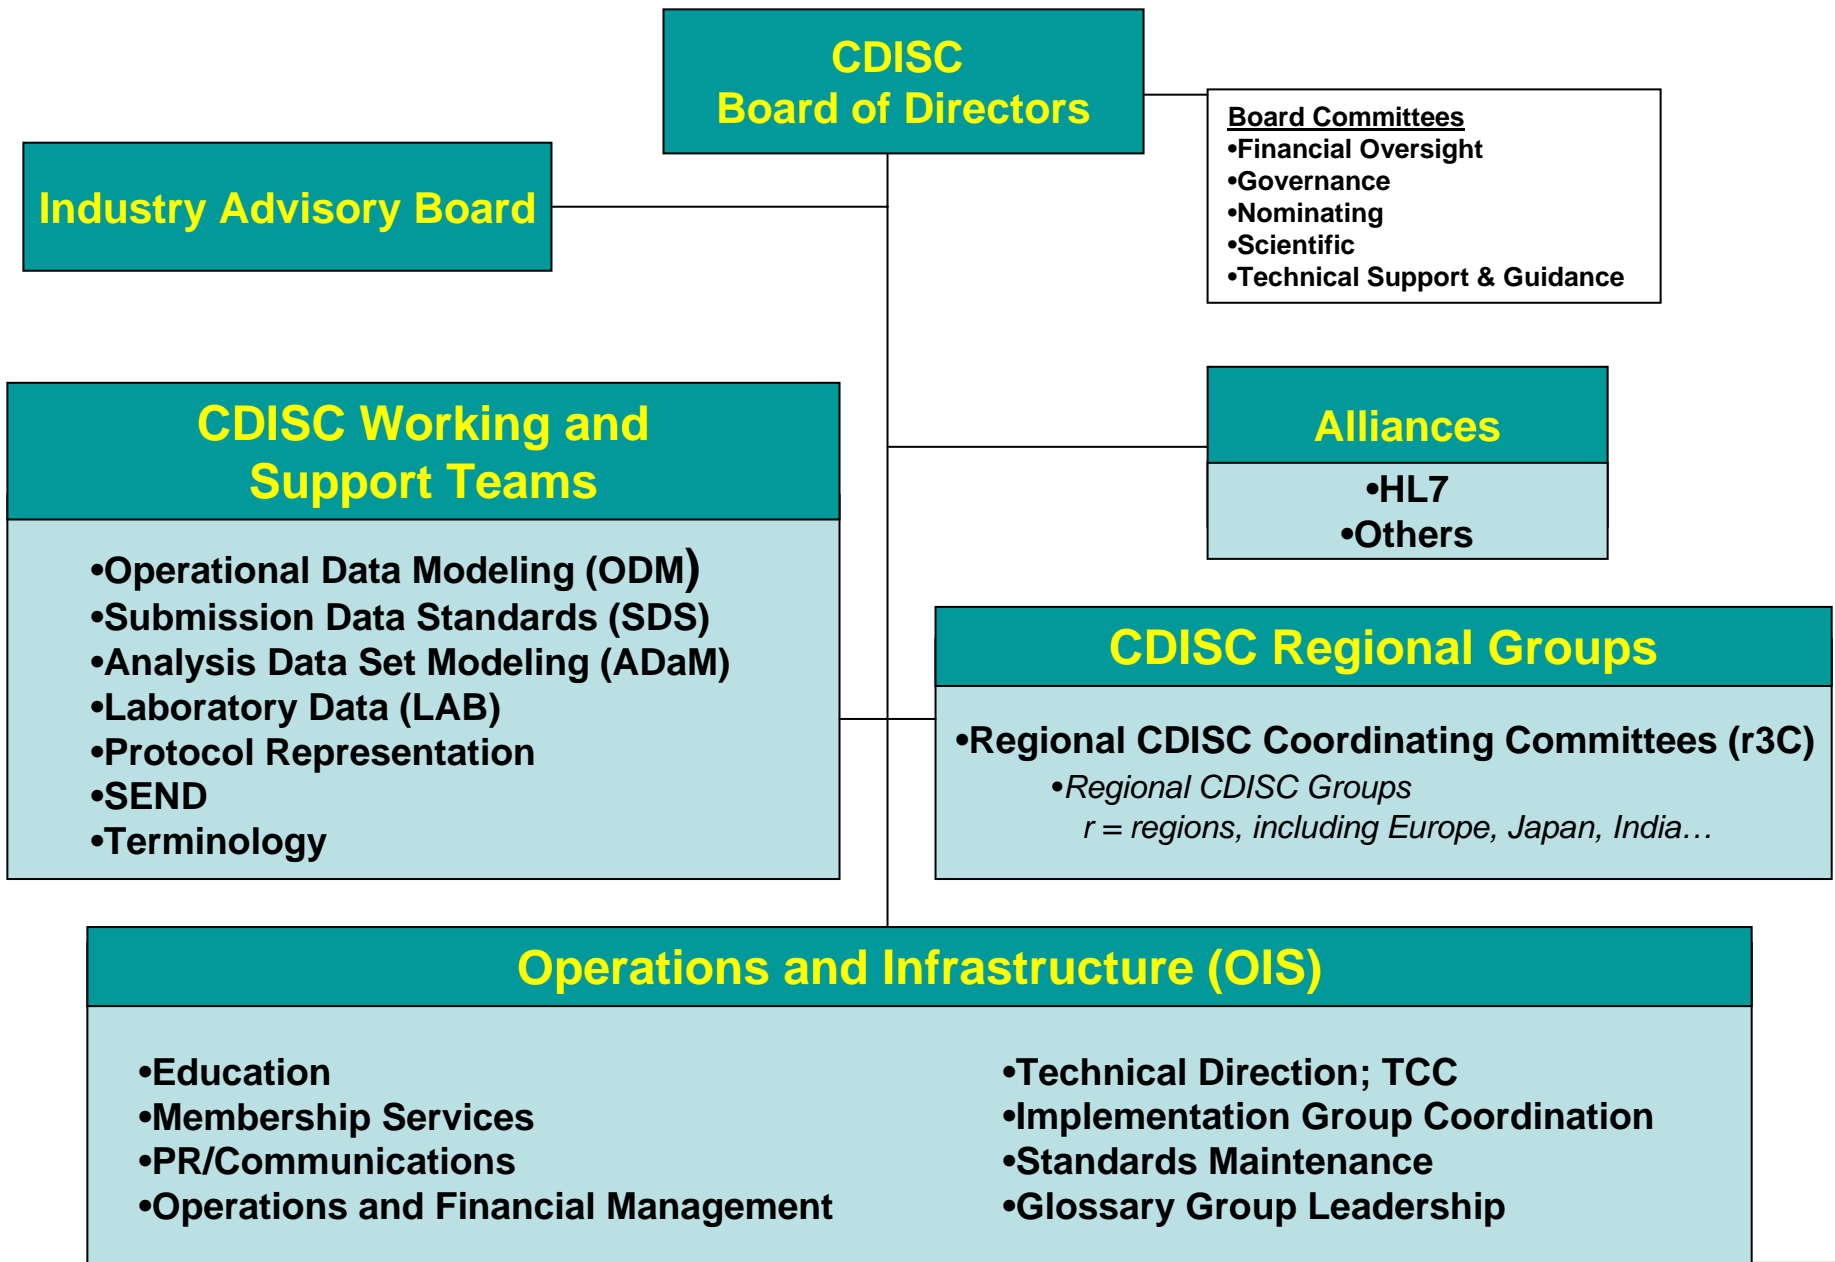 CDISC
Board of Directors
Board Committees
•Financial Oversight
•Governance
•Nominating
•Scientific
•Technical Support & Guidance
Industry Advisory Board
CDISC Working and
Support Teams
•Operational Data Modeling (ODM)
•Submission Data Standards (SDS)
•Analysis Data Set Modeling (ADaM)
•Laboratory Data (LAB)
•Protocol Representation
•SEND
•Terminology
Alliances
•HL7
•Others
CDISC Regional Groups
•Regional CDISC Coordinating Committees (r3C)
•Regional CDISC Groups
r = regions, including Europe, Japan, India…
Operations and Infrastructure (OIS)
•Education
•Membership Services
•PR/Communications
•Operations and Financial Management
•Technical Direction; TCC
•Implementation Group Coordination
•Standards Maintenance
•Glossary Group Leadership